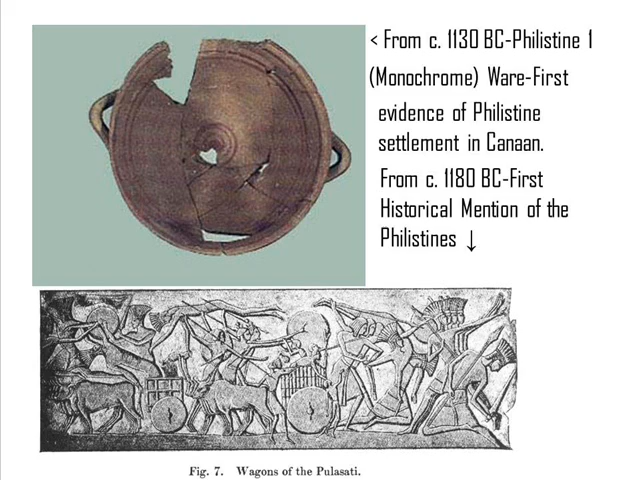 < From c. 1130 BC-Philistine 1
(Monochrome) Ware-First
evidence of Philistine
settlement in Canaan.
From c. 1180 BC-First
Historical Mention of the
Philistines ↓
Fig. 7. Wagons of the Pulasati.